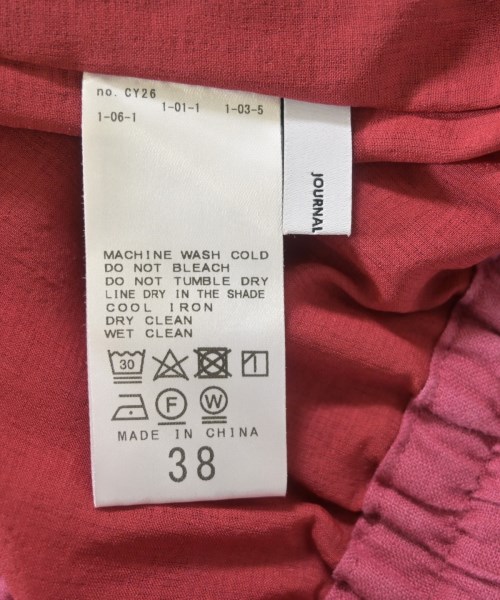 no. CY26
1-01-1 1-03-5
1-06-1
JOURNAL
MACHINE WASH COLD
DO NOT BLEACH
DO NOT TUMBLE DRY
LINE DRY IN THE SHADE
COOL IRON
DRY CLEAN
WET CLEAN
30
F W
MADE IN CHINA
38